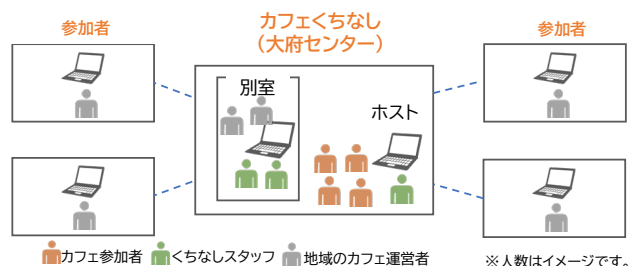 参加者
カフェくちなし
（大府センター）
参加者
別室
ホスト
カフェ参加者
くちなしスタッフ
地域のカフェ運営者
※人数はイメージです。